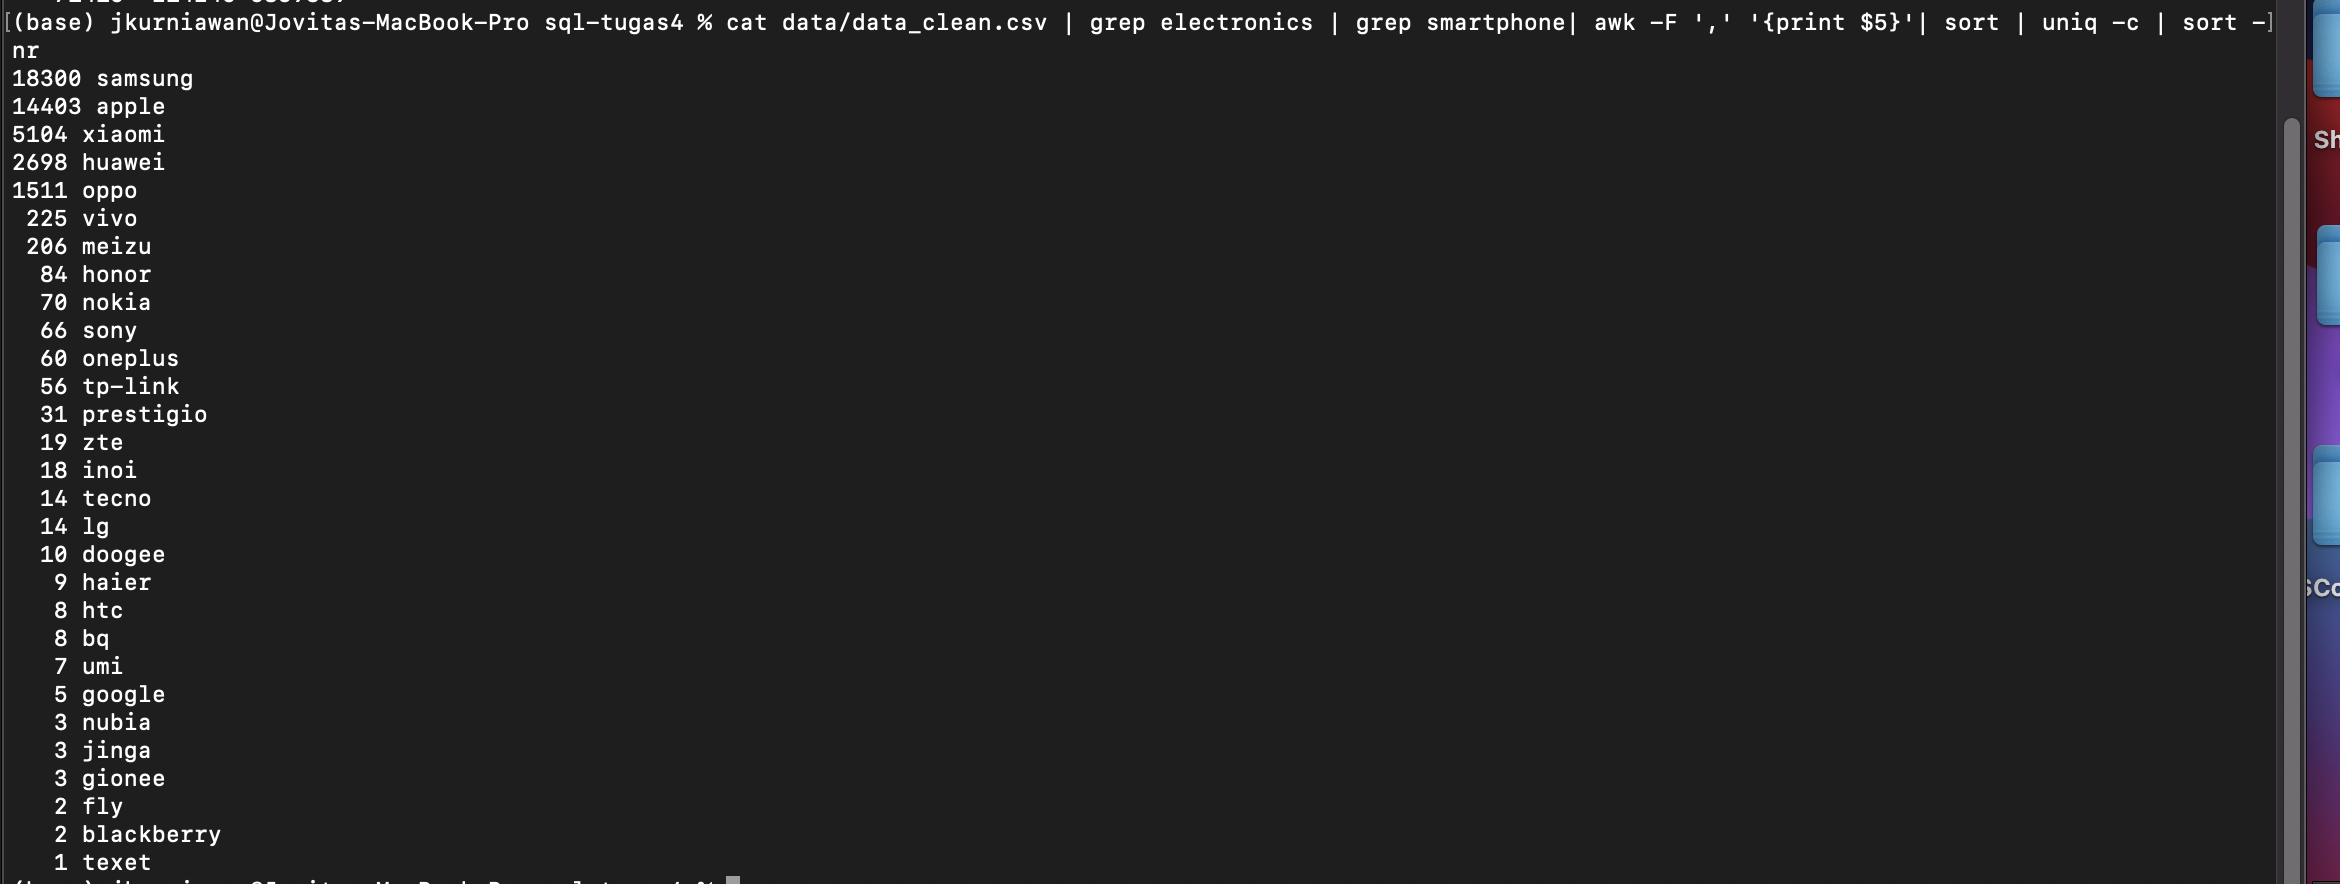 (base) jkurniawan@Jovitas-MacBook-Pro sql-tugas4 % cat data/data_clean.csv | grep electronics | grep smartphone| awk -F ',' '{print $5}'| sort | uniq -c | sort -
nr
18300 samsung
14403 apple
5104 xiaomi
2698 huawei
1511 oppo
225 vivo
206 meizu
84 honor
70 nokia
66 sony
60 oneplus
56 tp-link
31 prestigio
19 zte
18 inoi
14 tecno
14 lg
10 doogee
9 haier
8 htc
8 bq
7 umi
5 google
3 nubia
3 jinga
3 gionee
2 fly
2 blackberry
1 texet
Sh